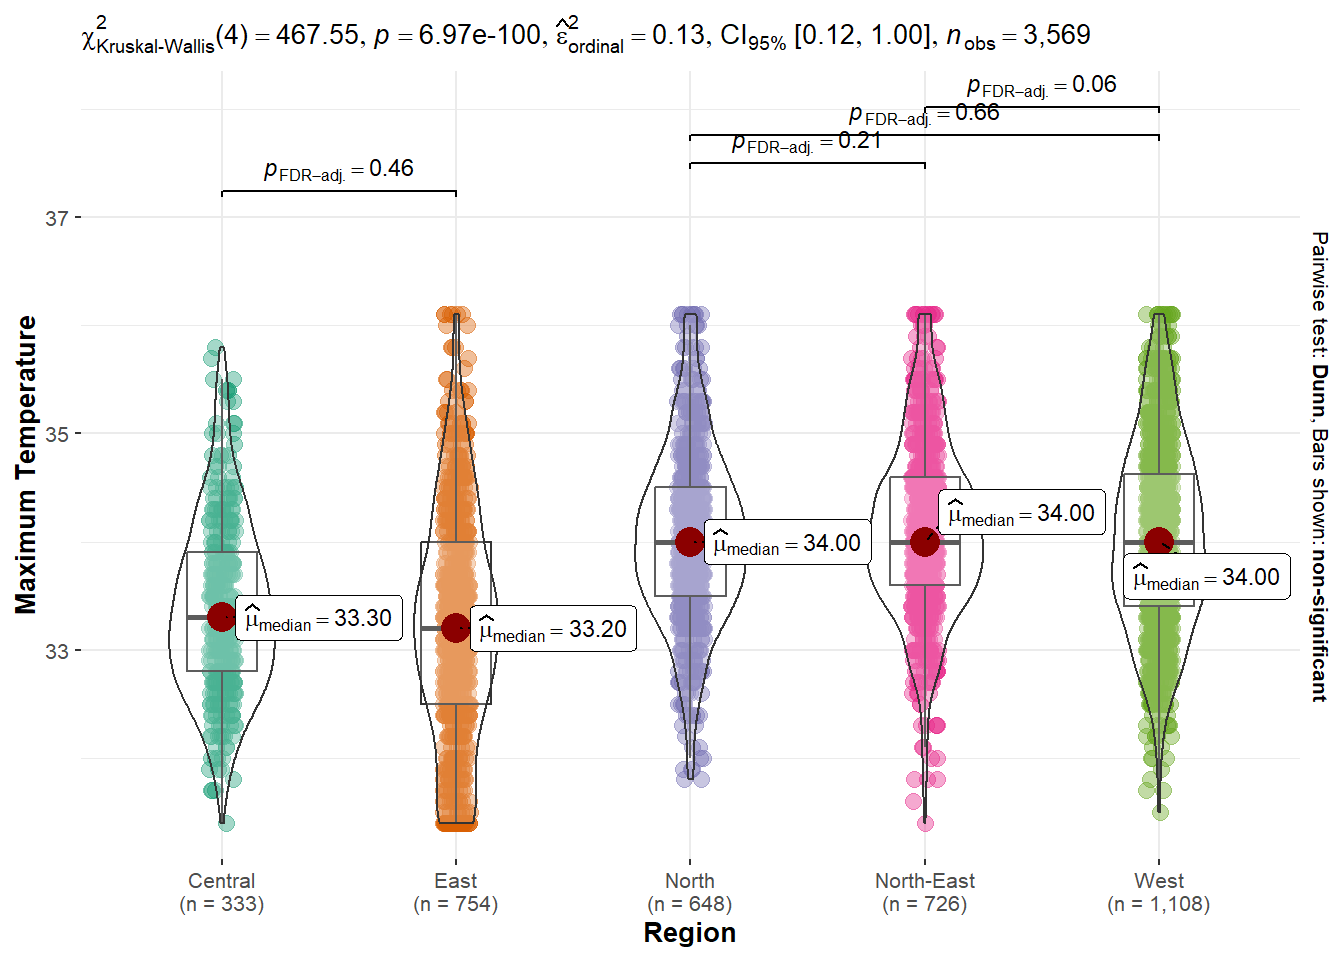 χ²Kruskal-Wallis(4) = 467.55, p = 6.97e-100, ε̂²ordinal = 0.13, CI95% [0.12, 1.00], nobs = 3,569
pFDR–adj. = 0.06
pFDR–adj. = 0.66
pFDR–adj. = 0.21
pFDR–adj. = 0.46
37
35
33
Maximum Temperature
μ̂median = 33.30
μ̂median = 33.20
μ̂median = 34.00
μ̂median = 34.00
μ̂median = 34.00
Pairwise test: Dunn, Bars shown: non-significant
Central
(n = 333)
East
(n = 754)
North
(n = 648)
North-East
(n = 726)
West
(n = 1,108)
Region